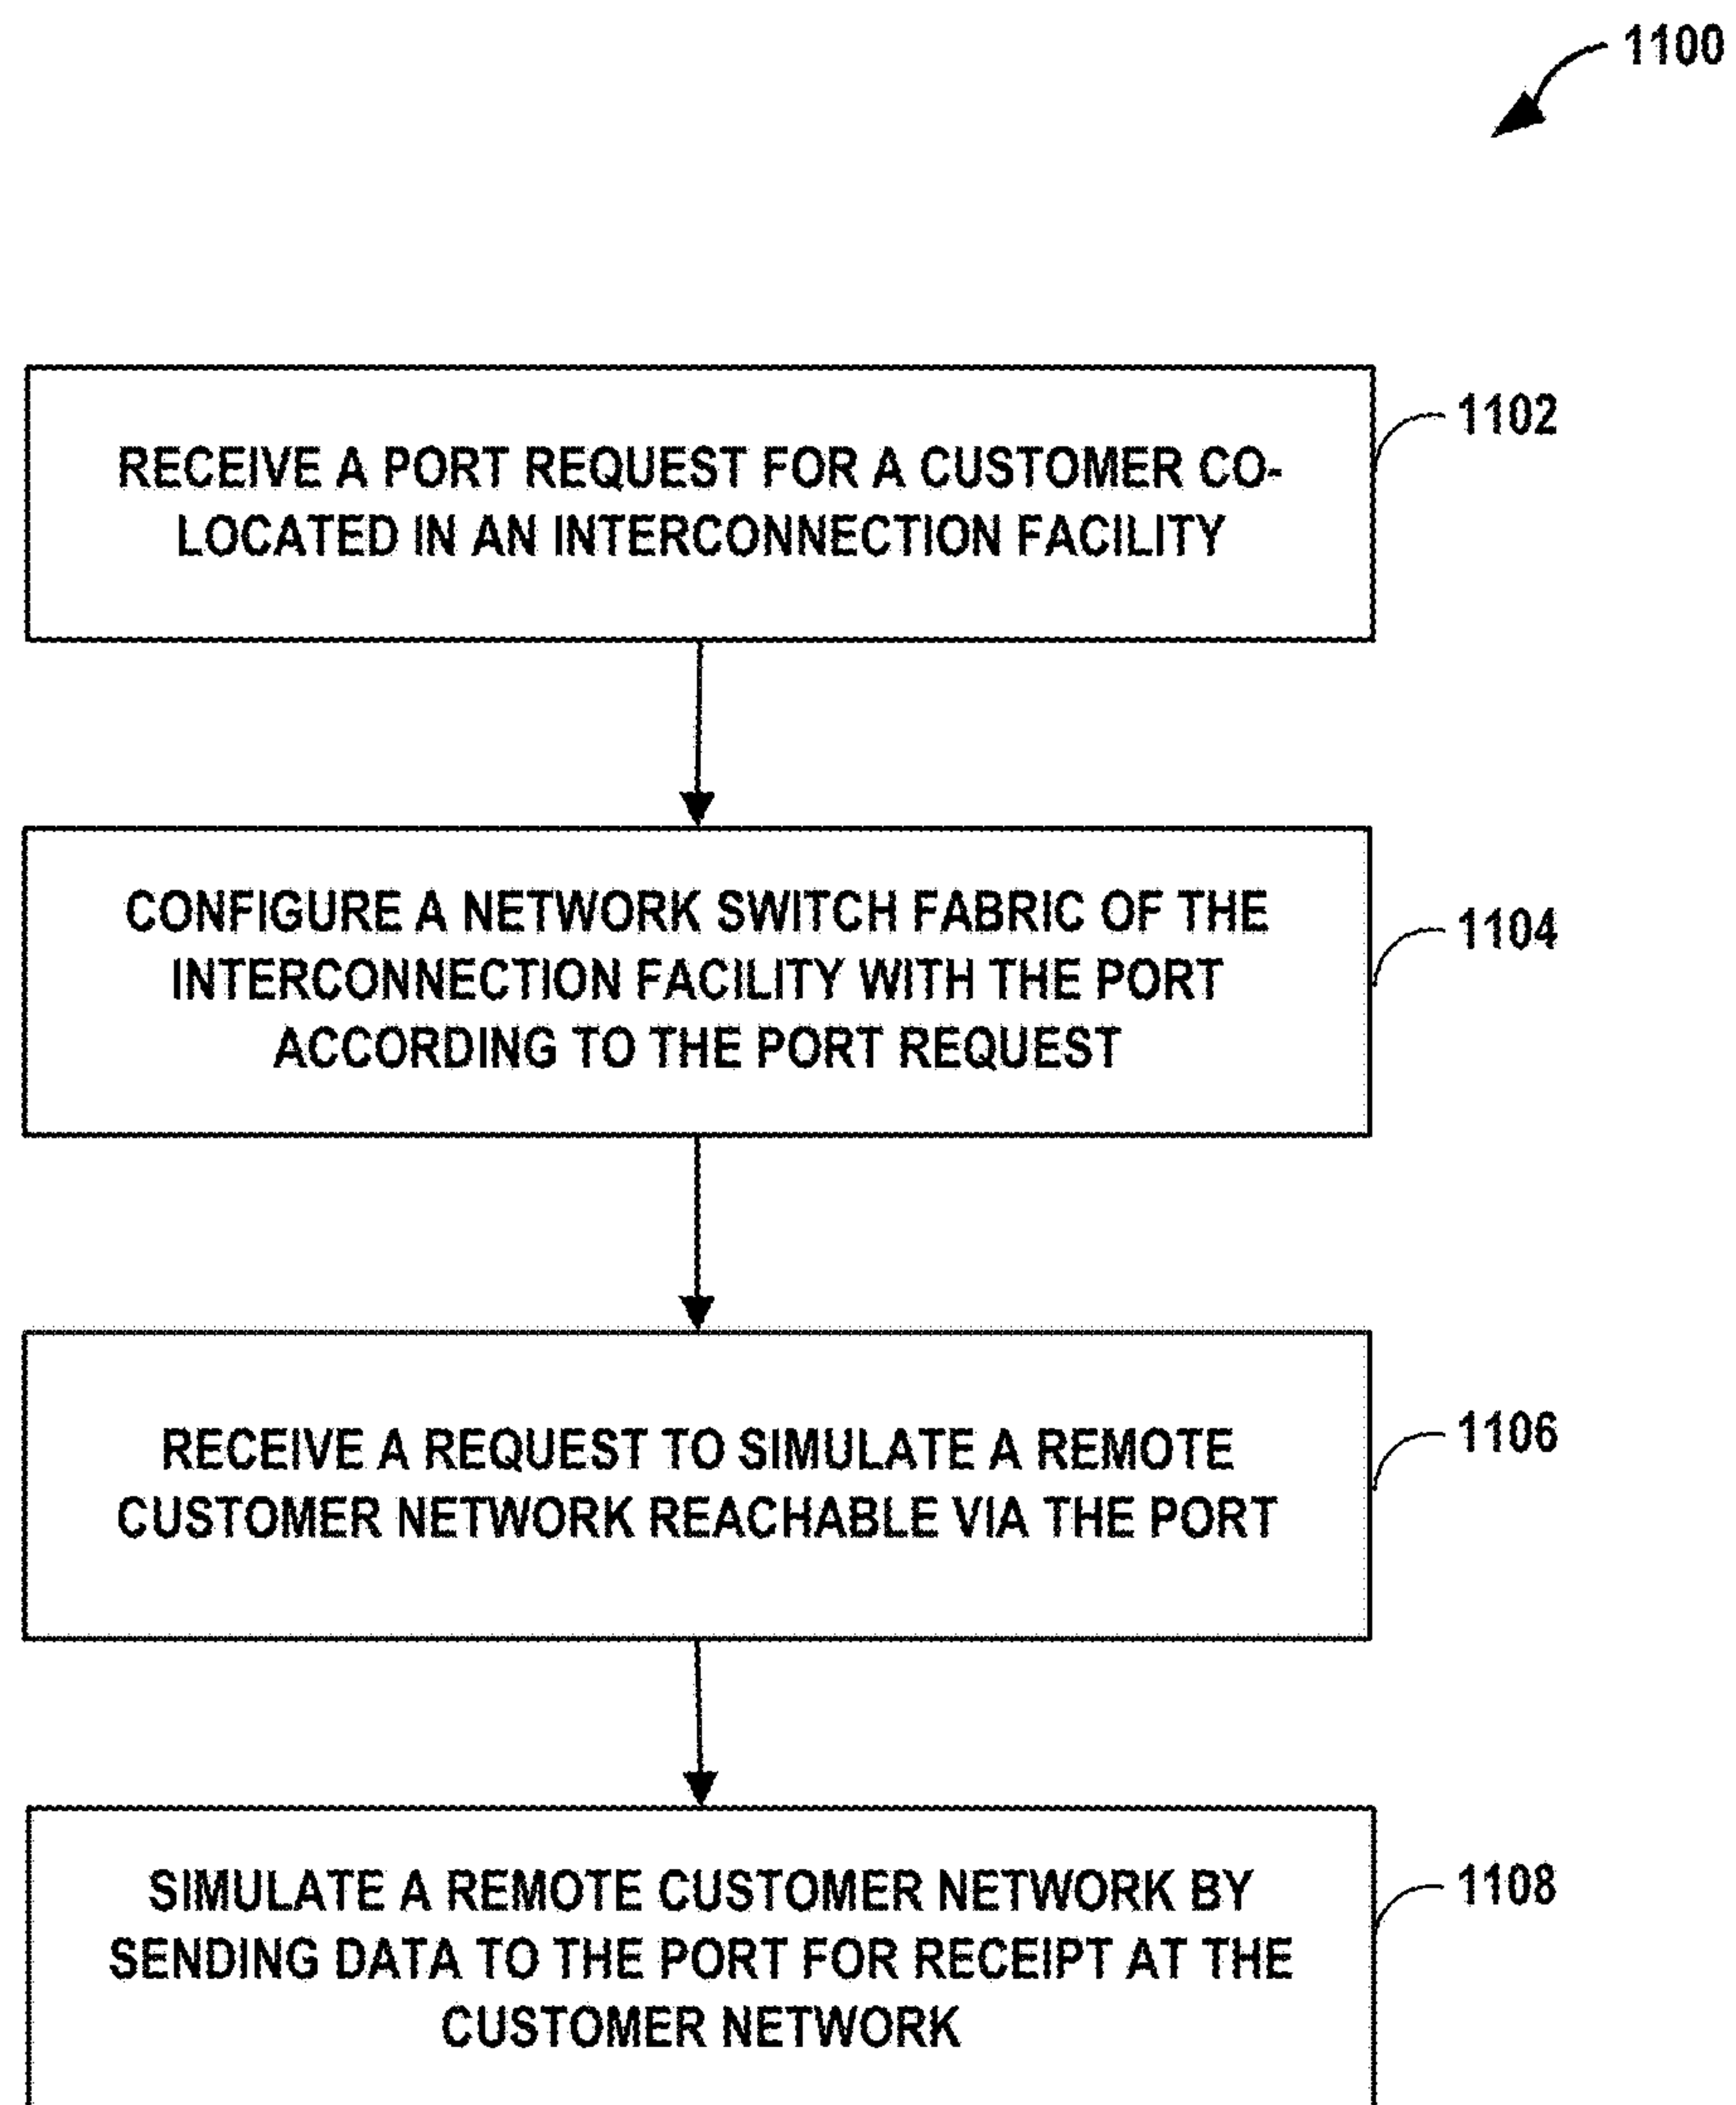 1100
RECEIVE A PORT REQUEST FOR A CUSTOMER CO-
LOCATED IN AN INTERCONNECTION FACILITY
1102
CONFIGURE A NETWORK SWITCH FABRIC OF THE
INTERCONNECTION FACILITY WITH THE PORT
ACCORDING TO THE PORT REQUEST
1104
RECEIVE A REQUEST TO SIMULATE A REMOTE
CUSTOMER NETWORK REACHABLE VIA THE PORT
1106
SIMULATE A REMOTE CUSTOMER NETWORK BY
SENDING DATA TO THE PORT FOR RECEIPT AT THE
CUSTOMER NETWORK
1108